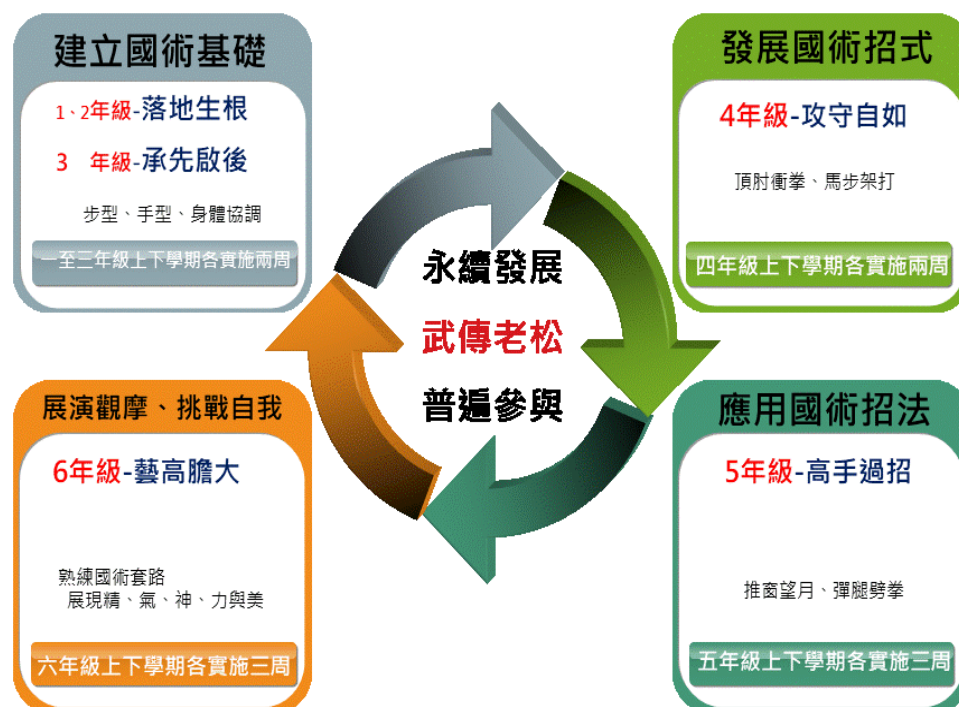 建立國術基礎
1、2年級-落地生根
3 年級-承先啟後
步型、手型、身體協調
一至三年級上下學期各實施兩周
發展國術招式
4年級-攻守自如
頂肘衝拳、馬步架打
四年級上下學期各實施兩周
永續發展
武傳老松
普遍參與
展演觀摩、挑戰自我
6年級-藝高膽大
熟練國術套路
展現精、氣、神、力與美
六年級上下學期各實施三周
應用國術招法
5年級-高手過招
推窗望月、彈腿劈拳
五年級上下學期各實施三周